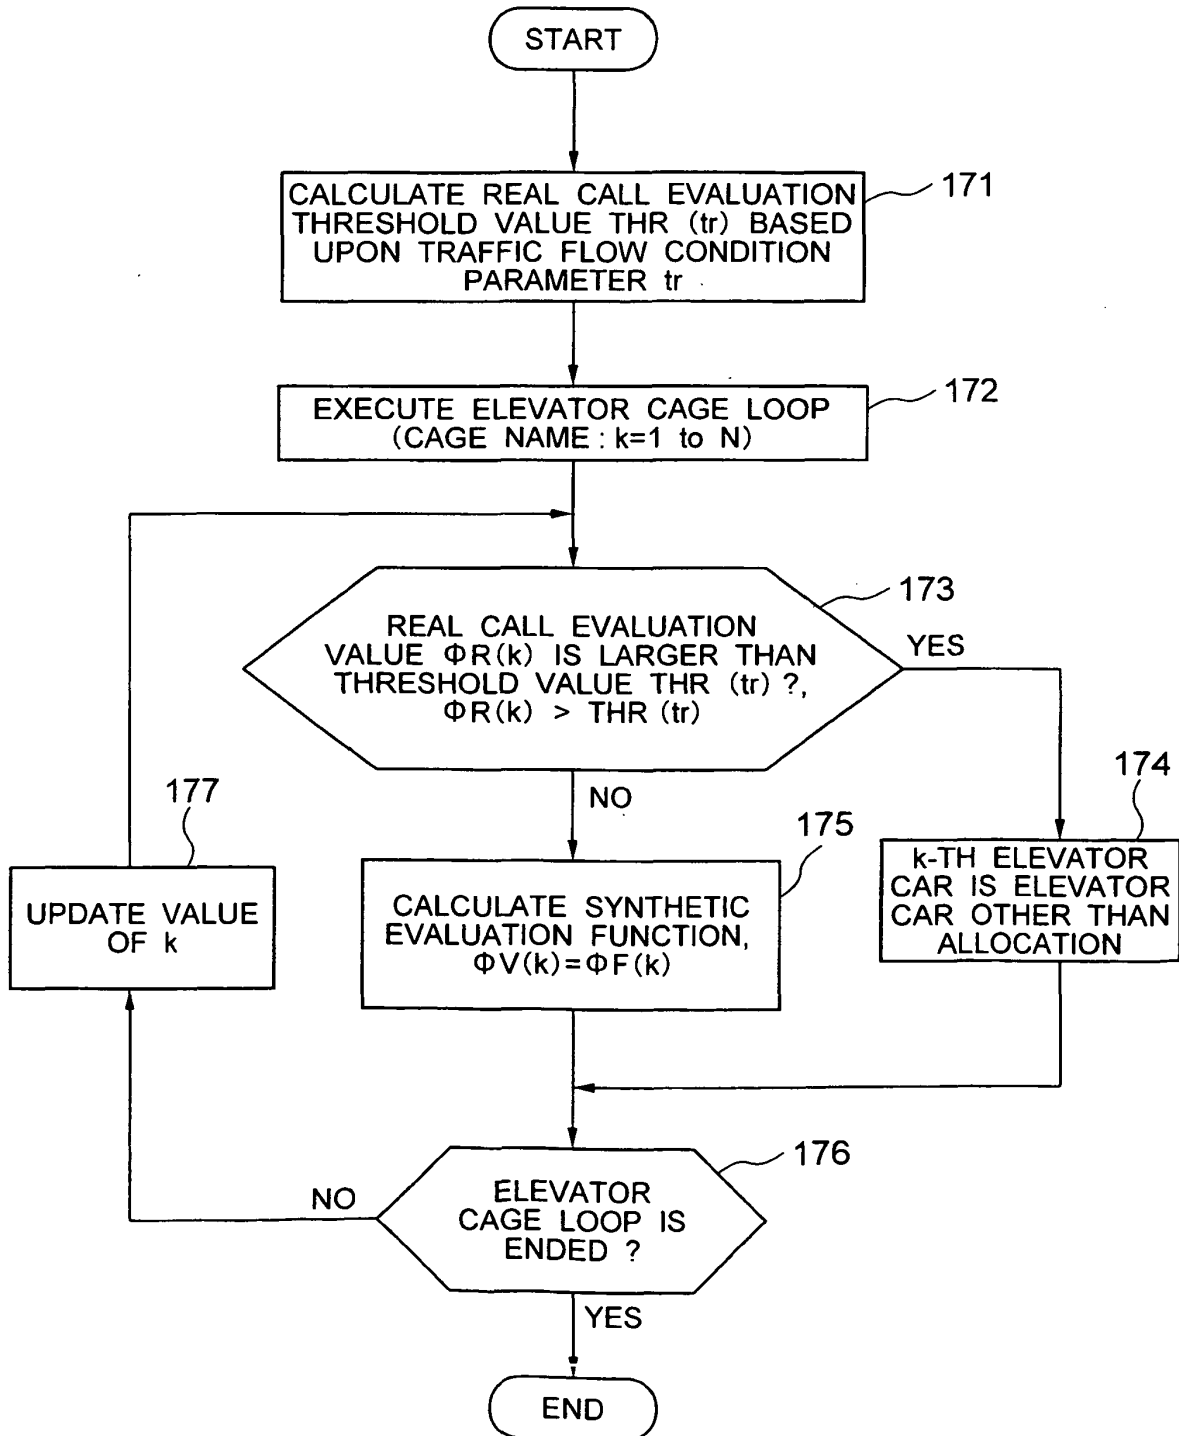 START
CALCULATE REAL CALL EVALUATION
THRESHOLD VALUE THR (tr) BASED
UPON TRAFFIC FLOW CONDITION
PARAMETER tr
171
EXECUTE ELEVATOR CAGE LOOP
(CAGE NAME : k=1 to N)
172
REAL CALL EVALUATION
VALUE ΦR(k) IS LARGER THAN
THRESHOLD VALUE THR (tr) ?,
ΦR(k) > THR (tr)
173
YES
NO
174
k-TH ELEVATOR
CAR IS ELEVATOR
CAR OTHER THAN
ALLOCATION
175
CALCULATE SYNTHETIC
EVALUATION FUNCTION,
ΦV(k)=ΦF(k)
177
UPDATE VALUE
OF k
176
ELEVATOR
CAGE LOOP IS
ENDED ?
NO
YES
END